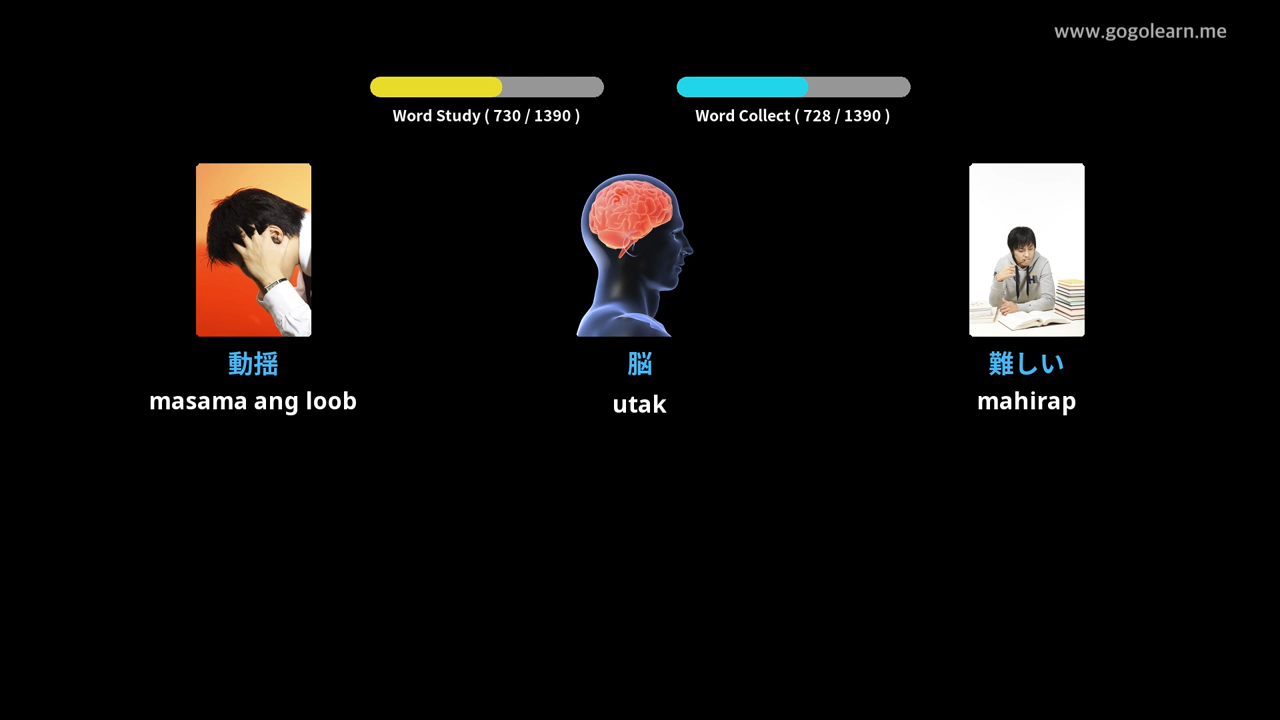 www.gogolearn.me
Word Study ( 730 / 1390 )
Word Collect ( 728 / 1390 )
動揺
masama ang loob
脳
utak
難しい
mahirap